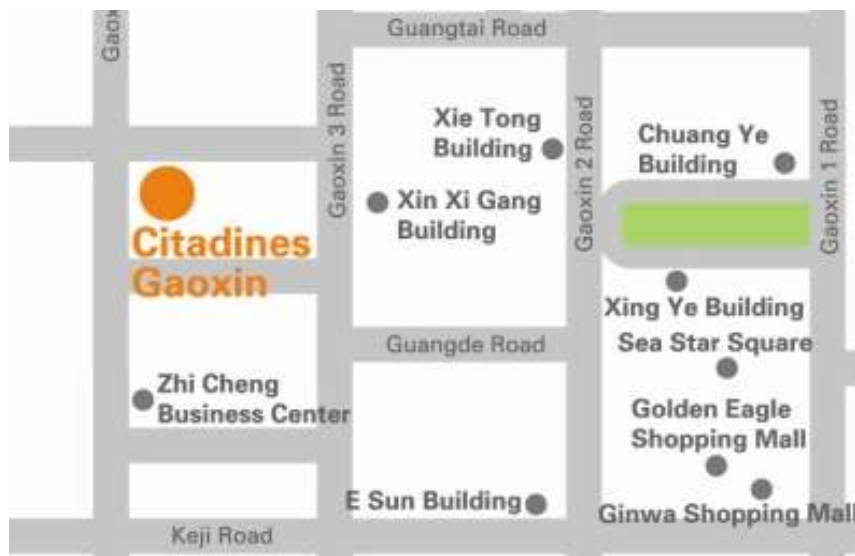 Gaox
Guangtai Road
Gaoxin 3 Road
Xie Tong
Building
Gaoxin 2 Road
Chuang Ye
Building
Gaoxin 1 Road
Xin Xi Gang
Building
Citadines
Gaoxin
Xing Ye Building
Guangde Road
Sea Star Square
Zhi Cheng
Business Center
Golden Eagle
Shopping Mall
E Sun Building
Ginwa Shopping Mall
Keji Road